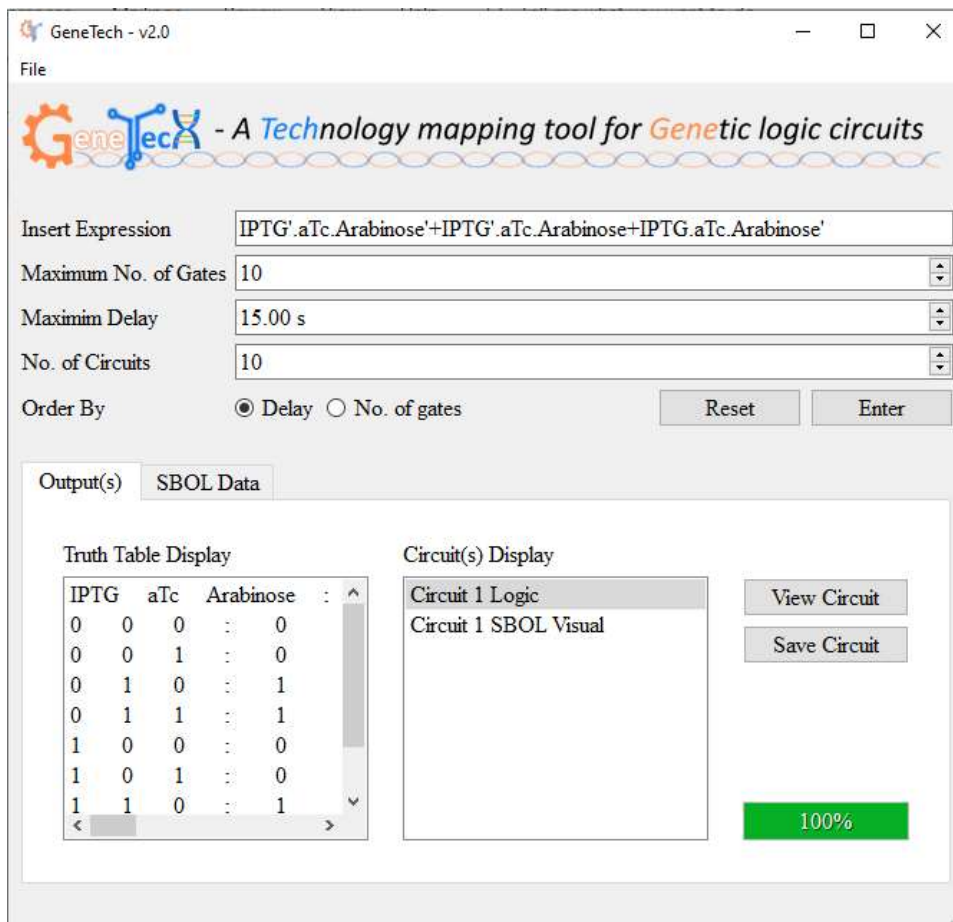 GeneTech - v2.0
File
GeneTech - A Technology mapping tool for Genetic logic circuits
Insert Expression IPTG'.aTc.Arabinose'+IPTG'.aTc.Arabinose+IPTG.aTc.Arabinose'
Maximum No. of Gates 10
Maximim Delay 15.00 s
No. of Circuits 10
Order By Delay No. of gates Reset Enter
Output(s) SBOL Data
Truth Table Display Circuit(s) Display
IPTG aTc Arabinose : Circuit 1 Logic View Circuit
0 0 0 : 0 Circuit 1 SBOL Visual
0 0 1 : 0 Save Circuit
0 1 0 : 1
0 1 1 : 1
1 0 0 : 0
1 0 1 : 0
1 1 0 : 1
100%